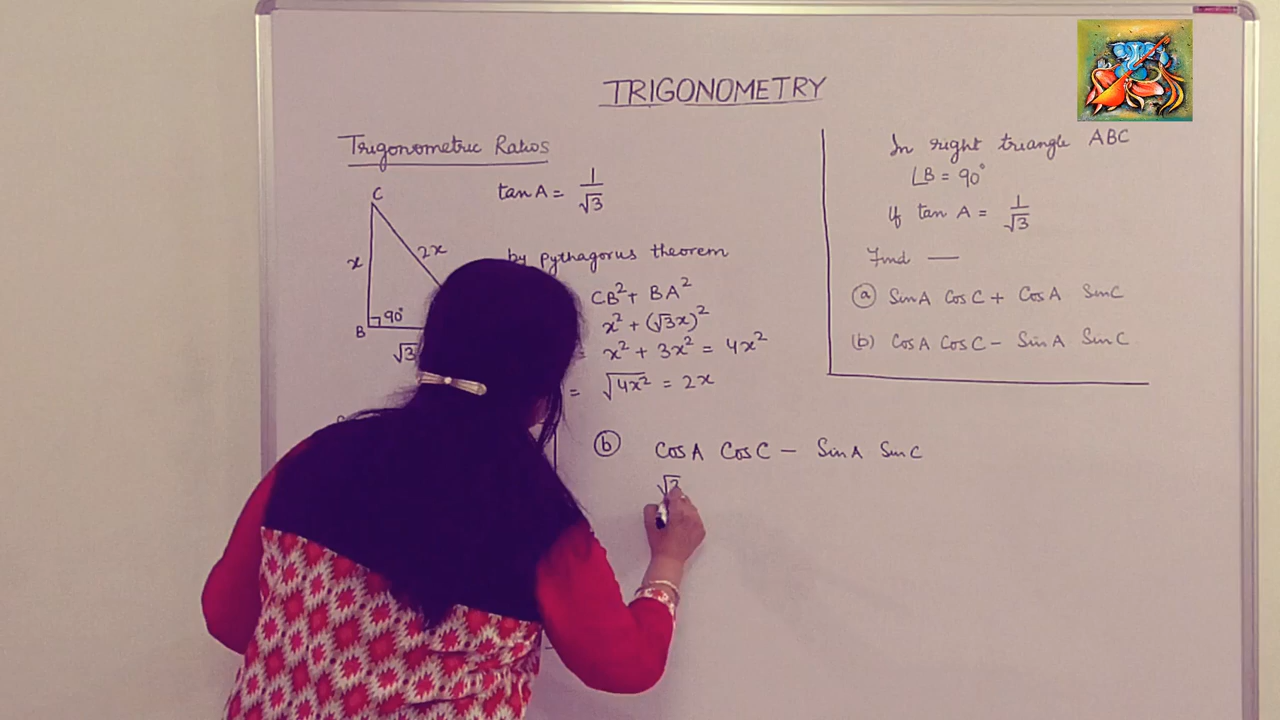 TRIGONOMETRY
Trigonometric Ratios
tan A = 1/√3
C
x
2x
B
90°
√3
by pythagorus theorem
CB² + BA²
x² + (√3x)²
= x² + 3x² = 4x²
= √4x² = 2x
(b) Cos A Cos C − Sin A Sin C
√3
In right triangle ABC
∠B = 90°
If tan A = 1/√3
Find —
(a) Sin A Cos C + Cos A Sin C
(b) Cos A Cos C − Sin A Sin C